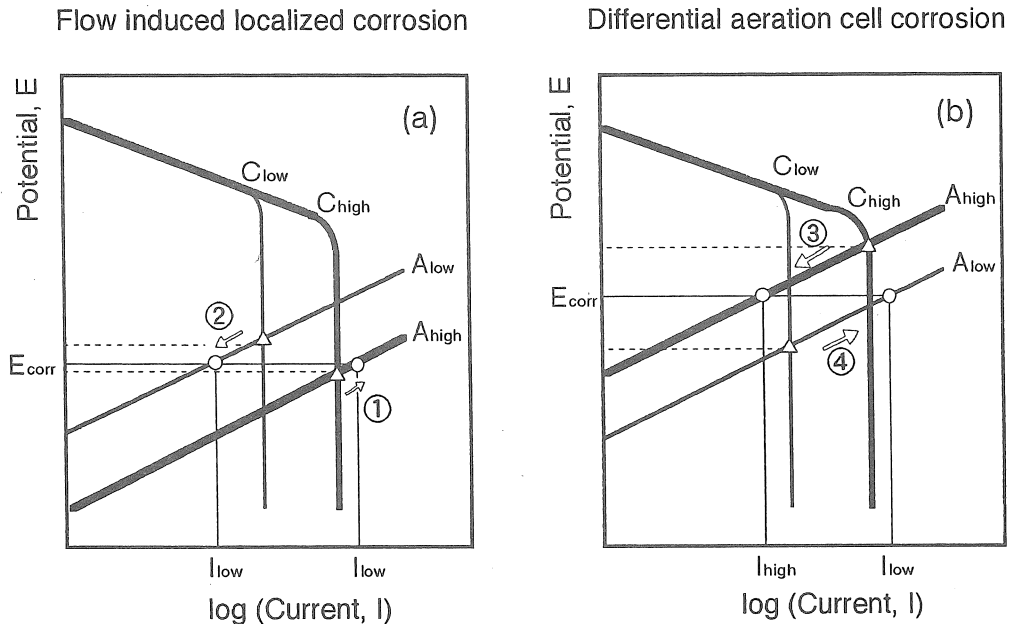 Flow induced localized corrosion
Differential aeration cell corrosion
Potential, E
(a)
Clow
Chigh
Alow
Ahigh
②
①
Ecorr
Ilow
Ilow
log (Current, I)
Potential, E
(b)
Clow
Chigh
Ahigh
Alow
③
④
Ecorr
Ihigh
Ilow
log (Current, I)